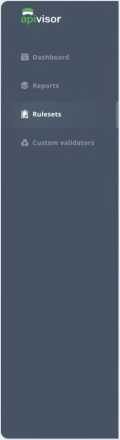 apivisor
Dashboard
Reports
Rulesets
Custom validators